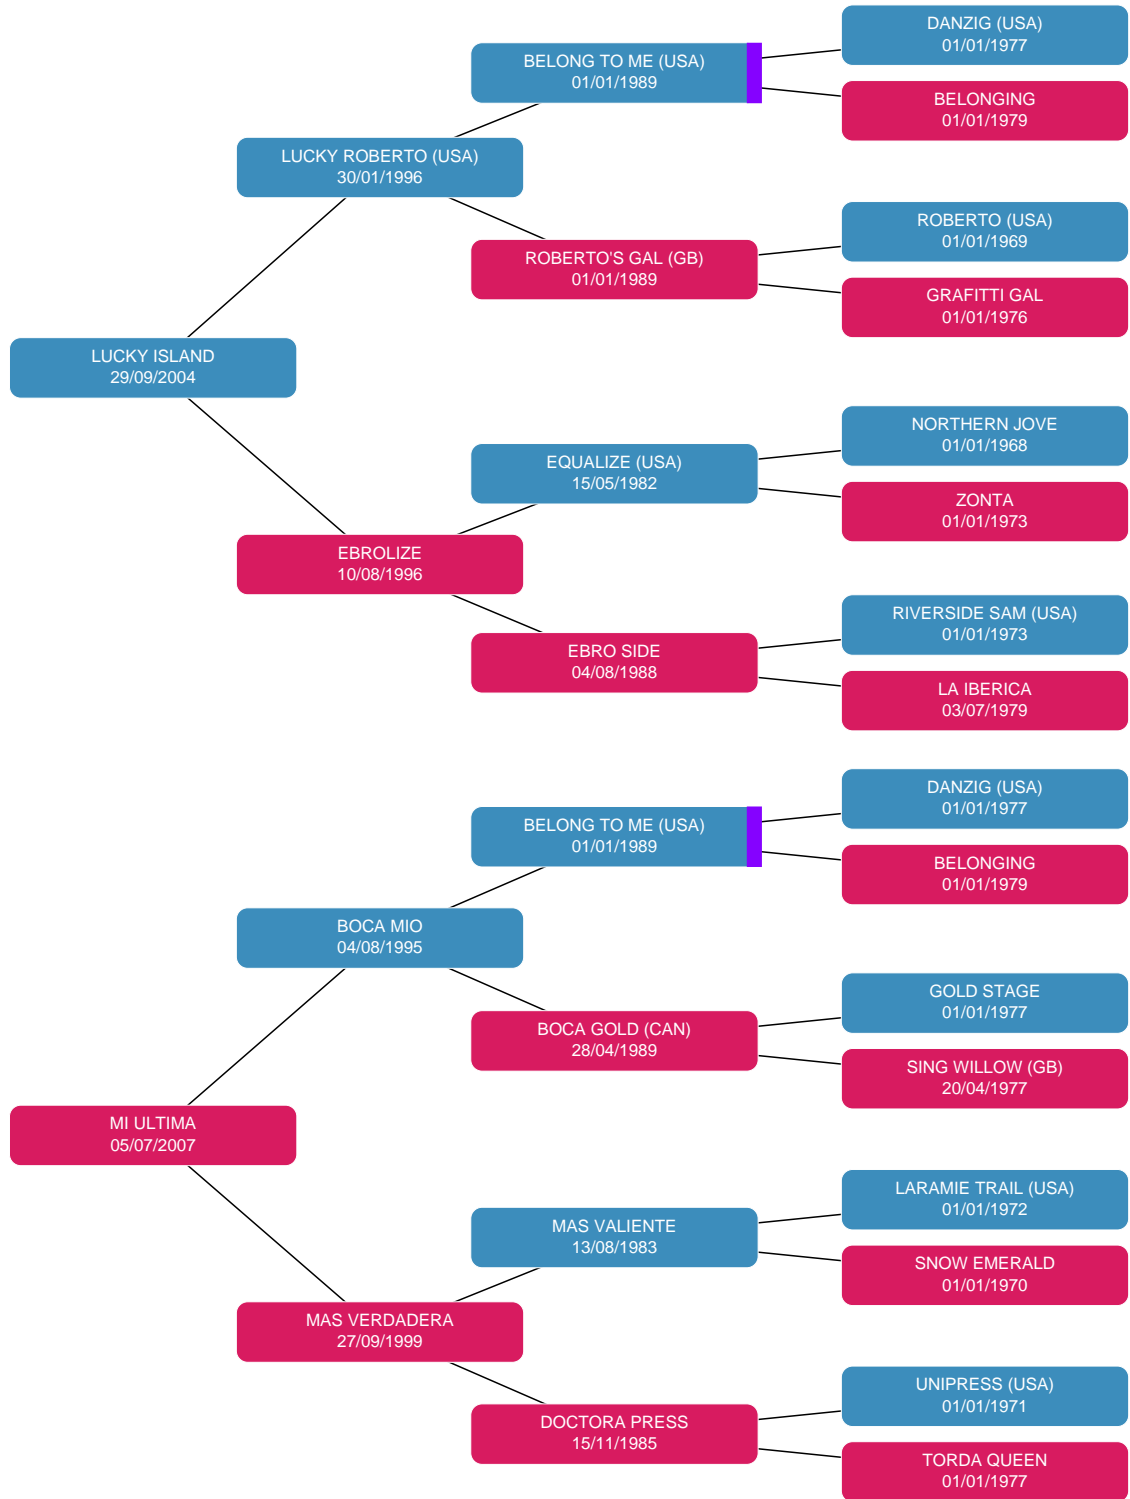 DANZIG (USA)
01/01/1977
BELONG TO ME (USA)
01/01/1989
BELONGING
01/01/1979
LUCKY ROBERTO (USA)
30/01/1996
ROBERTO (USA)
01/01/1969
ROBERTO'S GAL (GB)
01/01/1989
GRAFITTI GAL
01/01/1976
LUCKY ISLAND
29/09/2004
NORTHERN JOVE
01/01/1968
EQUALIZE (USA)
15/05/1982
ZONTA
01/01/1973
EBROLIZE
10/08/1996
RIVERSIDE SAM (USA)
01/01/1973
EBRO SIDE
04/08/1988
LA IBERICA
03/07/1979
DANZIG (USA)
01/01/1977
BELONG TO ME (USA)
01/01/1989
BELONGING
01/01/1979
BOCA MIO
04/08/1995
GOLD STAGE
01/01/1977
BOCA GOLD (CAN)
28/04/1989
SING WILLOW (GB)
20/04/1977
MI ULTIMA
05/07/2007
LARAMIE TRAIL (USA)
01/01/1972
MAS VALIENTE
13/08/1983
SNOW EMERALD
01/01/1970
MAS VERDADERA
27/09/1999
UNIPRESS (USA)
01/01/1971
DOCTORA PRESS
15/11/1985
TORDA QUEEN
01/01/1977